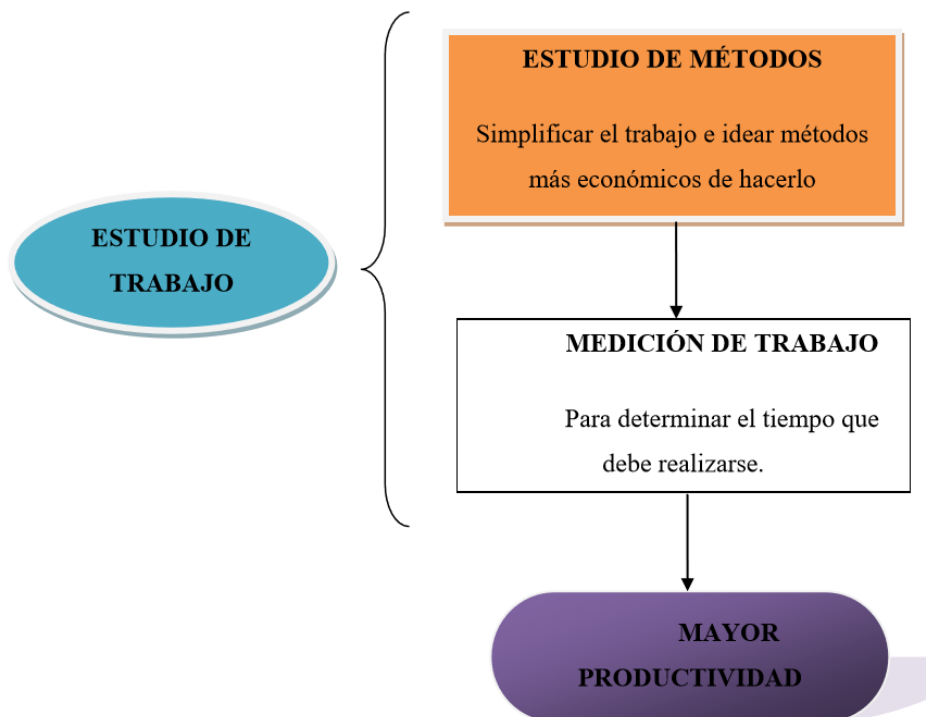 ESTUDIO DE
TRABAJO
ESTUDIO DE MÉTODOS
Simplificar el trabajo e idear métodos
más económicos de hacerlo
MEDICIÓN DE TRABAJO
Para determinar el tiempo que
debe realizarse.
MAYOR
PRODUCTIVIDAD